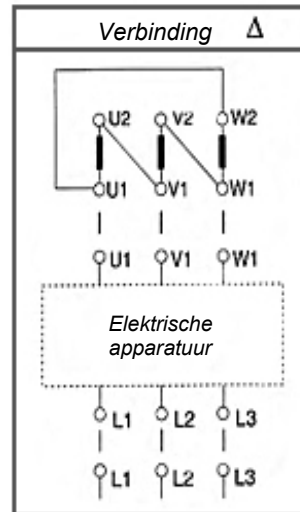 Verbinding Δ
U2 V2 W2
U1 V1 W1
U1 V1 W1
Elektrische
apparatuur
L1 L2 L3
L1 L2 L3